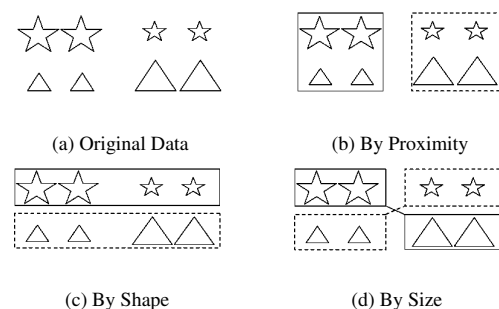 (a) Original Data
(b) By Proximity
(c) By Shape
(d) By Size